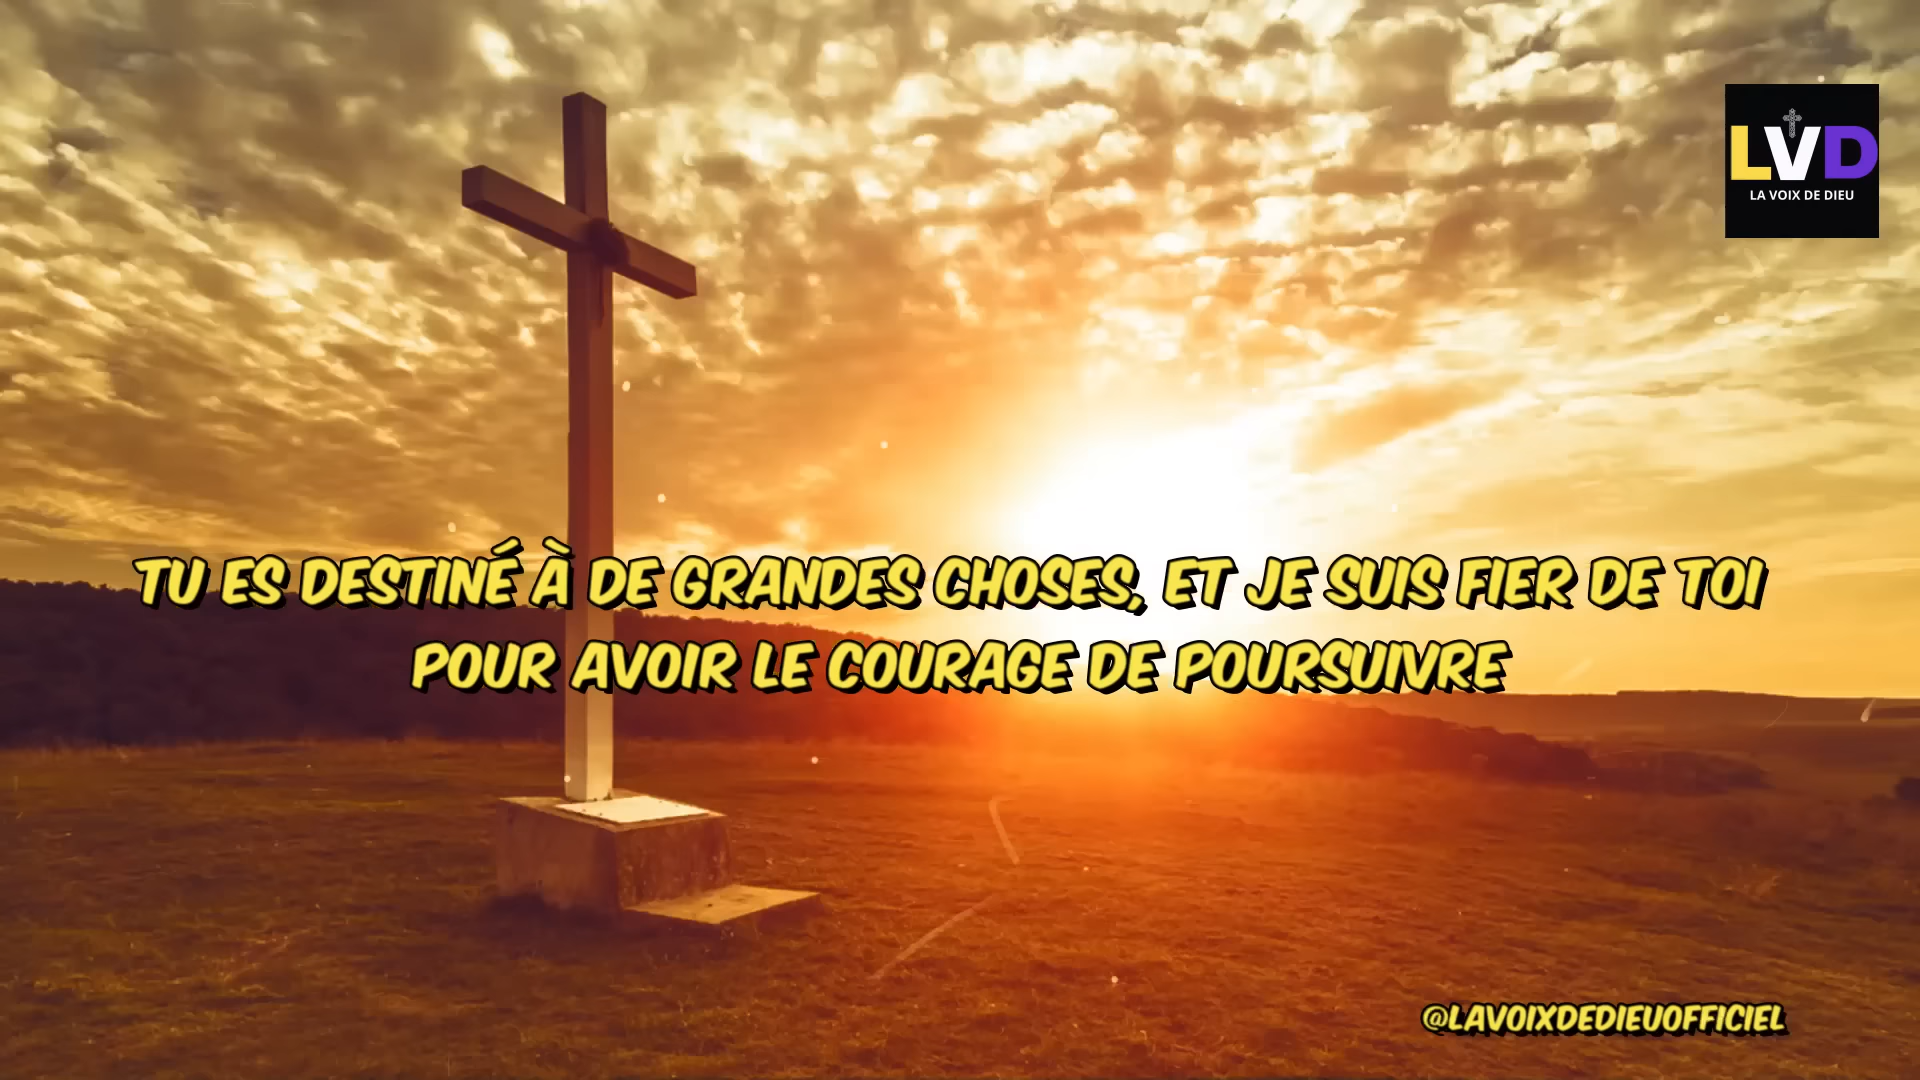 LVD
LA VOIX DE DIEU
TU ES DESTINÉ À DE GRANDES CHOSES, ET JE SUIS FIER DE TOI
POUR AVOIR LE COURAGE DE POURSUIVRE
@LAVOIXDEDIEUOFFICIEL